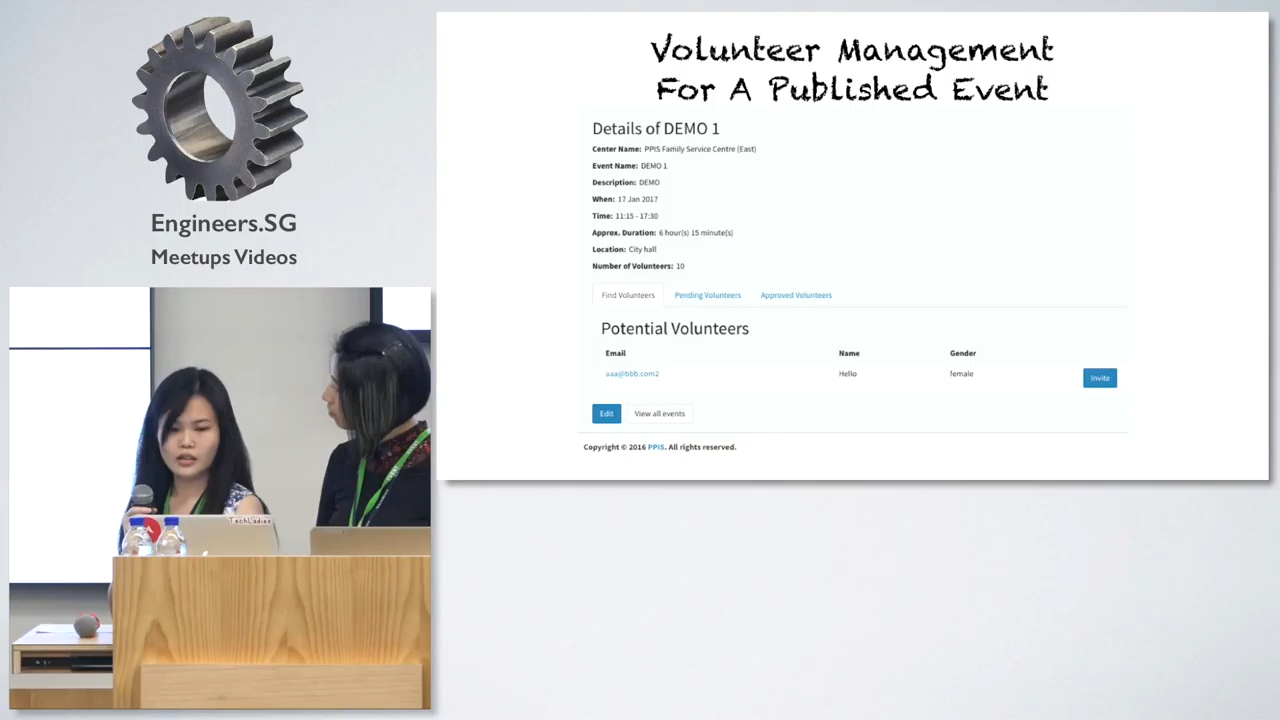 Engineers.SG
Meetups Videos
TechLadies
Volunteer Management
For A Published Event
Details of DEMO 1
Center Name: PPIS Family Service Centre (East)
Event Name: DEMO 1
Description: DEMO
When: 17 Jan 2017
Time: 11:15 - 17:30
Approx. Duration: 6 hour(s) 15 minute(s)
Location: City hall
Number of Volunteers: 10
Find Volunteers Pending Volunteers Approved Volunteers
Potential Volunteers
Email Name Gender
aaa@bbb.com2 Hello female Invite
Edit View all events
Copyright © 2016 PPIS. All rights reserved.